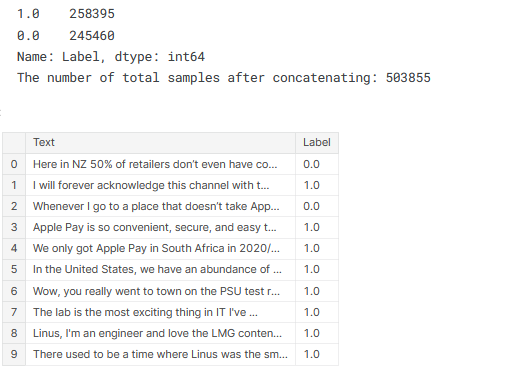 1.0 258395
0.0 245460
Name: Label, dtype: int64
The number of total samples after concatenating: 503855
Text Label
0 Here in NZ 50% of retailers don't even have co... 0.0
1 I will forever acknowledge this channel with t... 1.0
2 Whenever I go to a place that doesn't take App... 0.0
3 Apple Pay is so convenient, secure, and easy t... 1.0
4 We only got Apple Pay in South Africa in 2020/... 1.0
5 In the United States, we have an abundance of ... 1.0
6 Wow, you really went to town on the PSU test r... 1.0
7 The lab is the most exciting thing in IT I've ... 1.0
8 Linus, I'm an engineer and love the LMG conten... 1.0
9 There used to be a time where Linus was the sm... 1.0